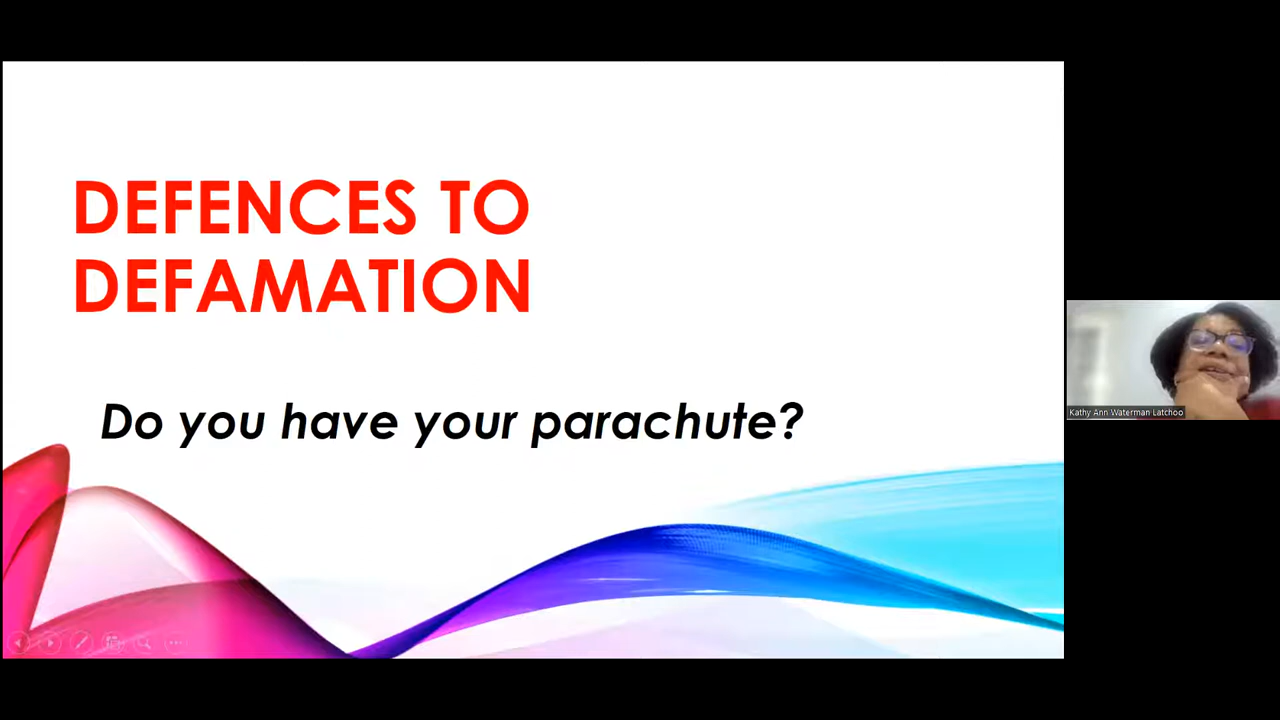 DEFENCES TO
DEFAMATION
Do you have your parachute?
Kathy Ann Waterman Latchoo